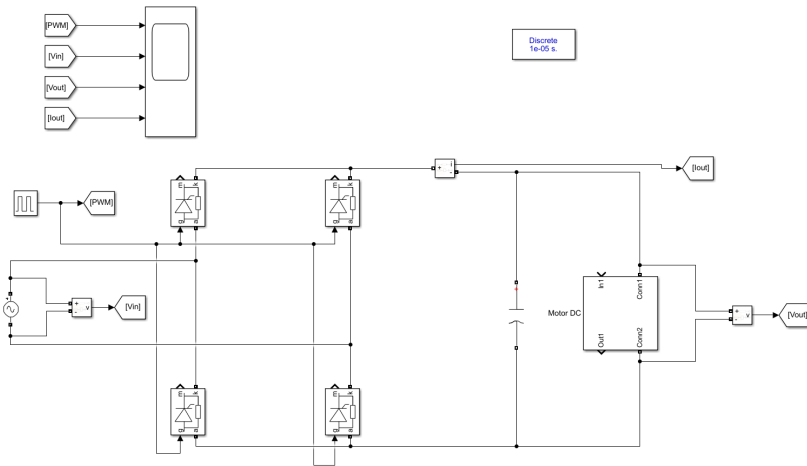 [PWM]
[Vin]
[Vout]
[Iout]
Discrete
1e-05 s.
m
k
g
a
m
k
g
a
+
i
-
[Iout]
[PWM]
+
+
-
v
[Vin]
Motor DC
In1
Conn1
Out1
Conn2
+
-
v
[Vout]
m
k
g
a
m
k
g
a